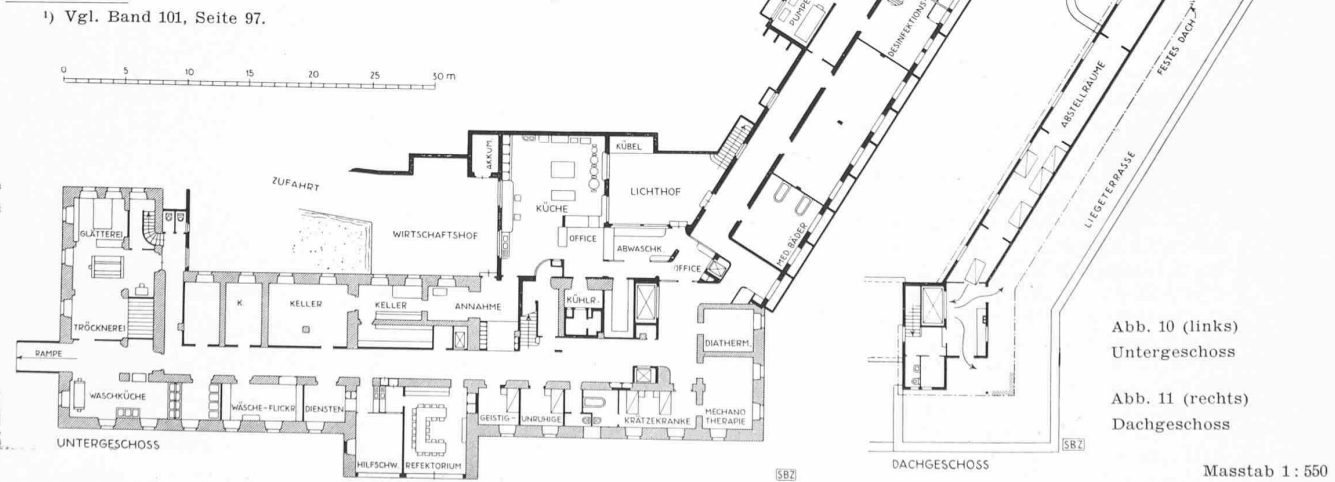 ¹) Vgl. Band 101, Seite 97.
0 5 10 15 20 25 30 m
PUMPE
DESINFEKTIONS-
FESTES DACH
ABSTELLRÄUME
LIEGETERRASSE
AKKUM.
KÜBEL
LICHTHOF
ZUFAHRT
KÜCHE
WIRTSCHAFTSHOF
OFFICE
ABWASCHK.
OFFICE
MED. BÄDER
GLÄTTEREI
K.
KELLER
KELLER
ANNAHME
KÜHLR.
TRÖCKNEREI
DIATHERM.
RAMPE
WASCHKÜCHE
WÄSCHE-FLICKR
DIENSTEN
GEISTIG-
UNRUHIGE
KRÄTZEKRANKE
MECHANO
THERAPIE
UNTERGESCHOSS
HILFSCHW.
REFEKTORIUM
SBZ
SBZ
DACHGESCHOSS
Abb. 10 (links)
Untergeschoss
Abb. 11 (rechts)
Dachgeschoss
Masstab 1 : 550